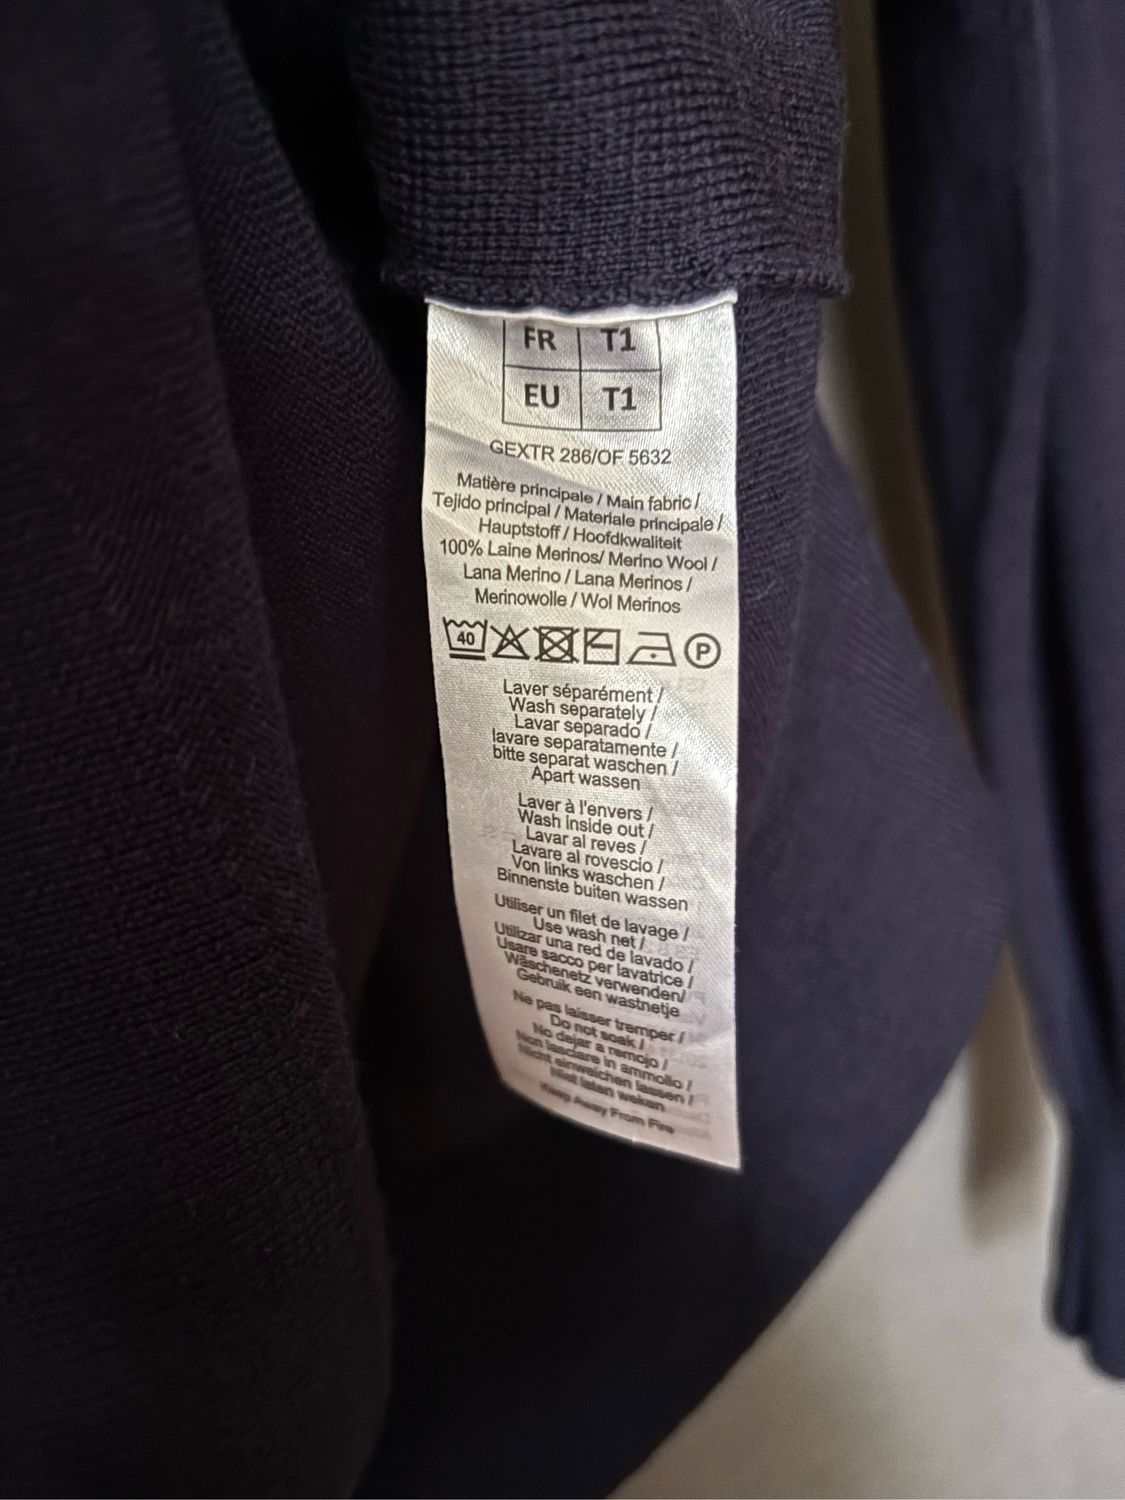 FR T1
EU T1
GEXTR 286/OF 5632
Matière principale / Main fabric /
Tejido principal / Materiale principale /
Hauptstoff / Hoofdkwaliteit
100% Laine Merinos/ Merino Wool /
Lana Merino / Lana Merinos /
Merinowolle / Wol Merinos
40 P
Laver séparément /
Wash separately /
Lavar separado /
lavare separatamente /
bitte separat waschen /
Apart wassen
Laver à l'envers /
Wash inside out /
Lavar al reves /
Lavare al rovescio /
Von links waschen /
Binnenste buiten wassen
Utiliser un filet de lavage /
Use wash net /
Utilizar una red de lavado /
Usare sacco per lavatrice /
Wäschenetz verwenden/
Gebruik een wastnetje
Ne pas laisser tremper /
Do not soak /
No dejar a remojo /
Non lasciare in ammollo /
Nicht einweichen lassen /
Niet laten weken
Keep Away From Fire